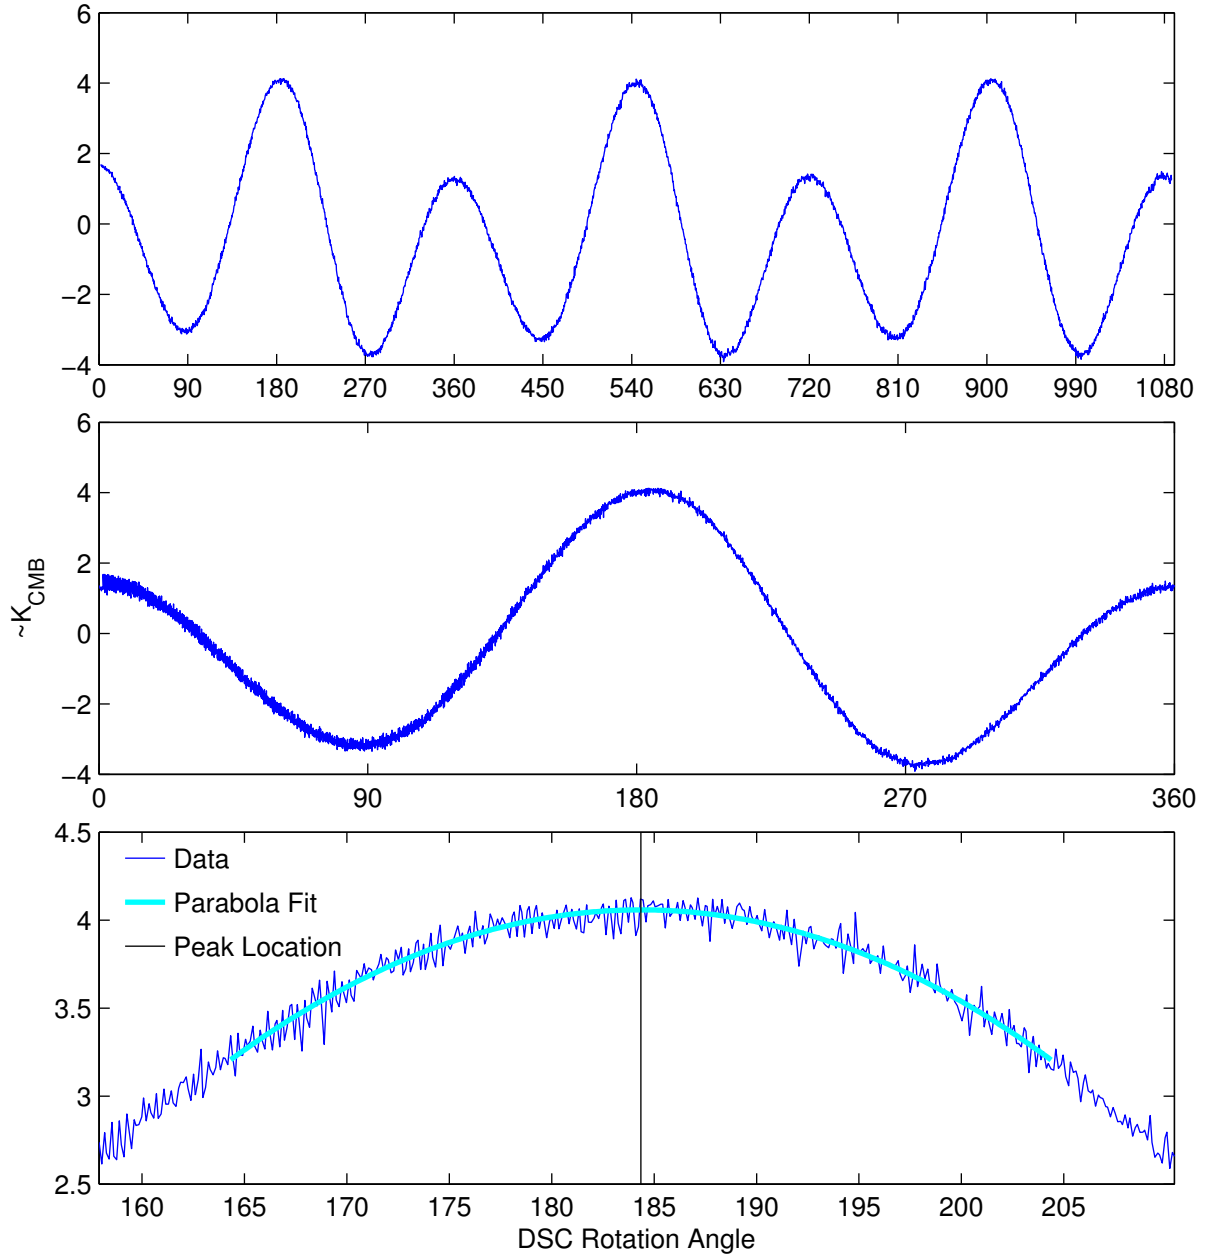 6
4
2
0
−2
−4
0 90 180 270 360 450 540 630 720 810 900 990 1080
6
4
2
0
−2
−4
~K_CMB
0 90 180 270 360
4.5
4
3.5
3
2.5
Data
Parabola Fit
Peak Location
160 165 170 175 180 185 190 195 200 205
DSC Rotation Angle